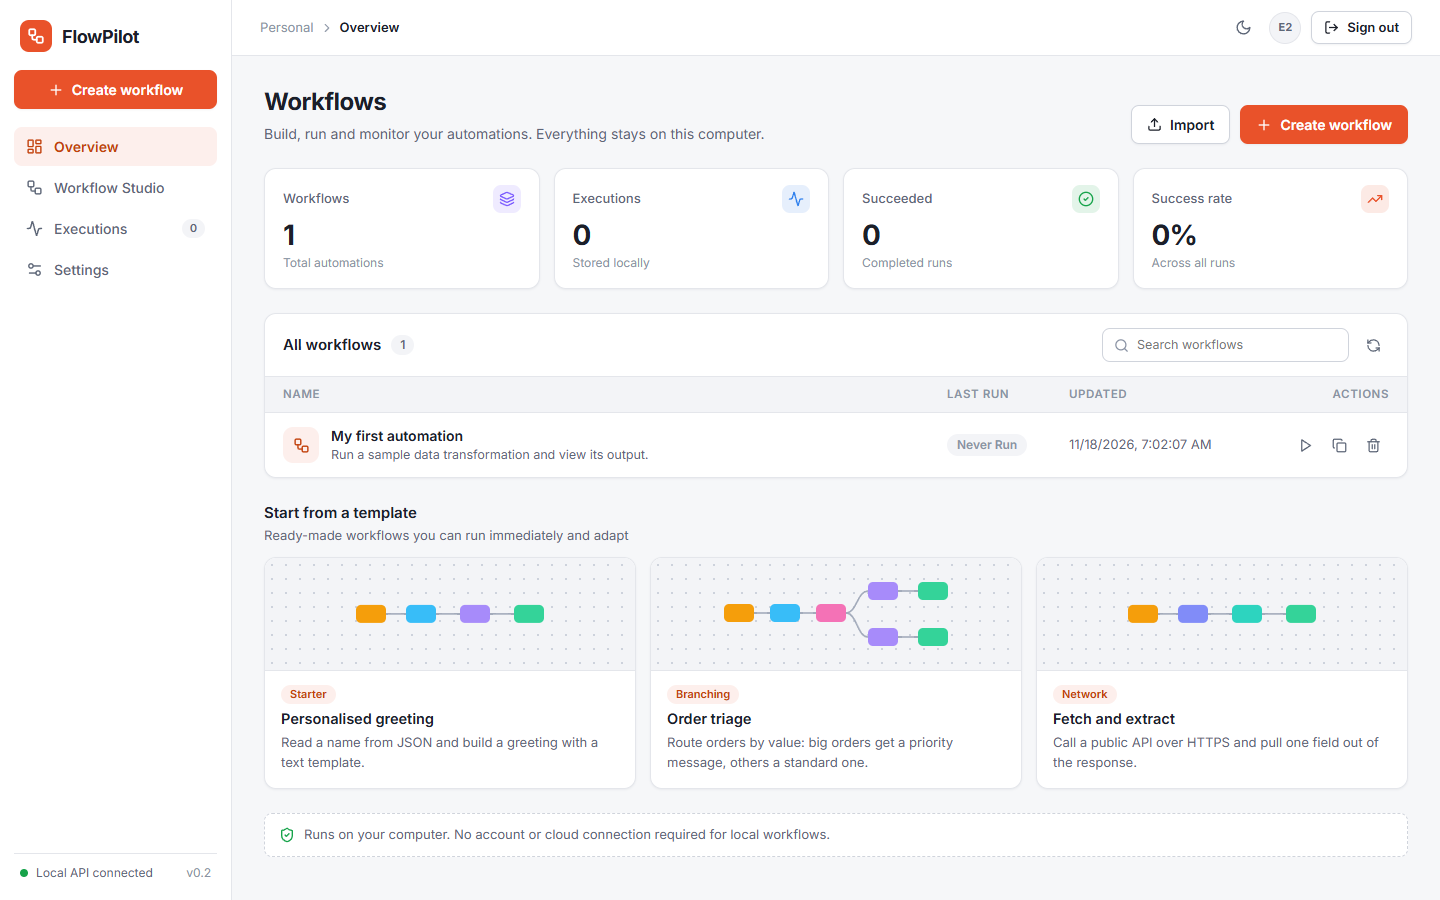 FlowPilot
Create workflow
Overview
Workflow Studio
Executions 0
Settings
Local API connected v0.2
Personal > Overview
E2
Sign out
Workflows
Build, run and monitor your automations. Everything stays on this computer.
Import
Create workflow
Workflows
1
Total automations
Executions
0
Stored locally
Succeeded
0
Completed runs
Success rate
0%
Across all runs
All workflows 1
Search workflows
NAME LAST RUN UPDATED ACTIONS
My first automation
Run a sample data transformation and view its output.
Never Run
11/18/2026, 7:02:07 AM
Start from a template
Ready-made workflows you can run immediately and adapt
Starter
Personalised greeting
Read a name from JSON and build a greeting with a
text template.
Branching
Order triage
Route orders by value: big orders get a priority
message, others a standard one.
Network
Fetch and extract
Call a public API over HTTPS and pull one field out of
the response.
Runs on your computer. No account or cloud connection required for local workflows.